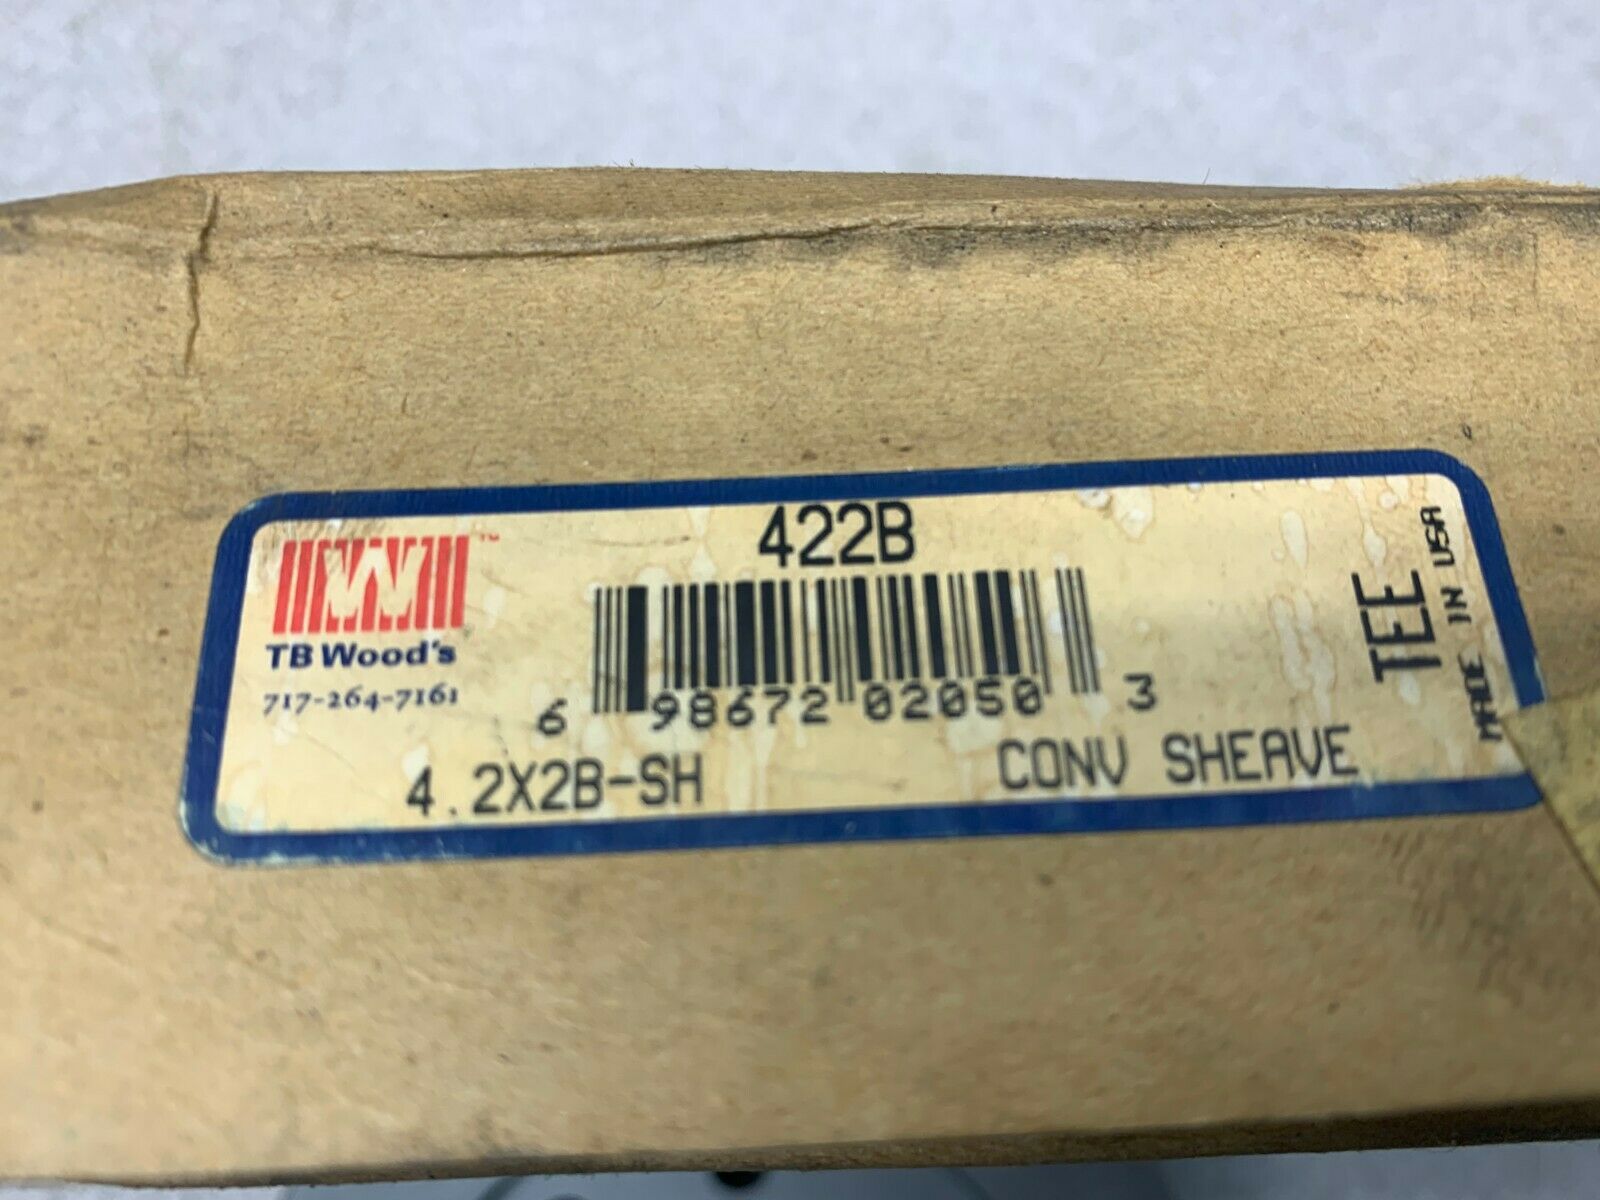 422B
TM
TB Wood's
717-264-7161
6 98672 02050 3
4.2X2B-SH
CONV SHEAVE
TEE
MADE IN USA